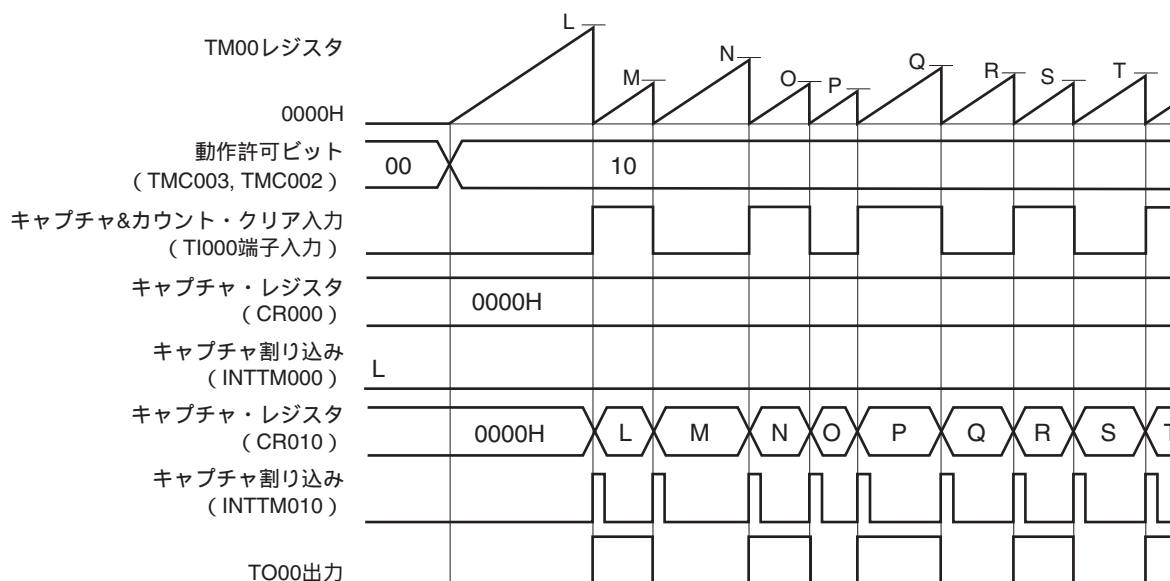 L
TM00レジスタ
N
Q
R
T
M
O
P
S
0000H
動作許可ビット
（TMC003, TMC002）
00
10
キャプチャ&カウント・クリア入力
（TI000端子入力）
キャプチャ・レジスタ
（CR000）
0000H
キャプチャ割り込み
（INTTM000）
L
キャプチャ・レジスタ
（CR010）
0000H
L
M
N
O
P
Q
R
S
T
キャプチャ割り込み
（INTTM010）
TO00出力